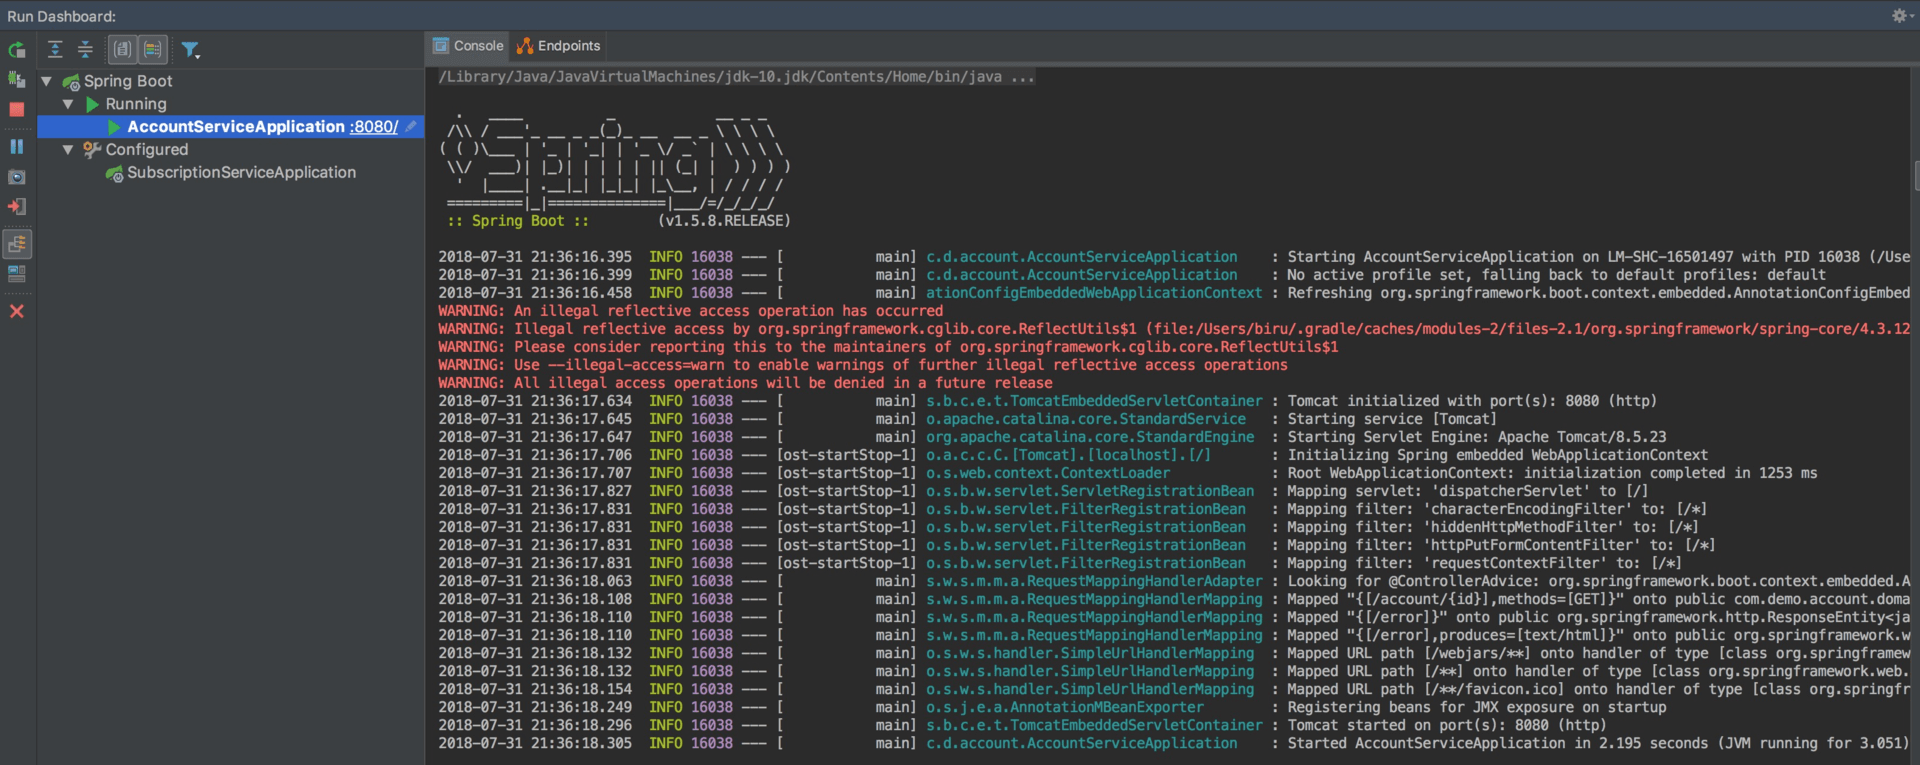 Run Dashboard:
Console
Endpoints
Spring Boot
Running
AccountServiceApplication :8080/
Configured
SubscriptionServiceApplication
/Library/Java/JavaVirtualMachines/jdk-10.jdk/Contents/Home/bin/java ...
:: Spring Boot ::        (v1.5.8.RELEASE)
2018-07-31 21:36:16.395  INFO 16038 --- [           main] c.d.account.AccountServiceApplication    : Starting AccountServiceApplication on LM-SHC-16501497 with PID 16038 (/Use
2018-07-31 21:36:16.399  INFO 16038 --- [           main] c.d.account.AccountServiceApplication    : No active profile set, falling back to default profiles: default
2018-07-31 21:36:16.458  INFO 16038 --- [           main] ationConfigEmbeddedWebApplicationContext : Refreshing org.springframework.boot.context.embedded.AnnotationConfigEmbed
WARNING: An illegal reflective access operation has occurred
WARNING: Illegal reflective access by org.springframework.cglib.core.ReflectUtils$1 (file:/Users/biru/.gradle/caches/modules-2/files-2.1/org.springframework/spring-core/4.3.12
WARNING: Please consider reporting this to the maintainers of org.springframework.cglib.core.ReflectUtils$1
WARNING: Use --illegal-access=warn to enable warnings of further illegal reflective access operations
WARNING: All illegal access operations will be denied in a future release
2018-07-31 21:36:17.634  INFO 16038 --- [           main] s.b.c.e.t.TomcatEmbeddedServletContainer : Tomcat initialized with port(s): 8080 (http)
2018-07-31 21:36:17.645  INFO 16038 --- [           main] o.apache.catalina.core.StandardService   : Starting service [Tomcat]
2018-07-31 21:36:17.647  INFO 16038 --- [           main] org.apache.catalina.core.StandardEngine  : Starting Servlet Engine: Apache Tomcat/8.5.23
2018-07-31 21:36:17.706  INFO 16038 --- [ost-startStop-1] o.a.c.c.C.[Tomcat].[localhost].[/]       : Initializing Spring embedded WebApplicationContext
2018-07-31 21:36:17.707  INFO 16038 --- [ost-startStop-1] o.s.web.context.ContextLoader            : Root WebApplicationContext: initialization completed in 1253 ms
2018-07-31 21:36:17.827  INFO 16038 --- [ost-startStop-1] o.s.b.w.servlet.ServletRegistrationBean  : Mapping servlet: 'dispatcherServlet' to [/]
2018-07-31 21:36:17.831  INFO 16038 --- [ost-startStop-1] o.s.b.w.servlet.FilterRegistrationBean   : Mapping filter: 'characterEncodingFilter' to: [/*]
2018-07-31 21:36:17.831  INFO 16038 --- [ost-startStop-1] o.s.b.w.servlet.FilterRegistrationBean   : Mapping filter: 'hiddenHttpMethodFilter' to: [/*]
2018-07-31 21:36:17.831  INFO 16038 --- [ost-startStop-1] o.s.b.w.servlet.FilterRegistrationBean   : Mapping filter: 'httpPutFormContentFilter' to: [/*]
2018-07-31 21:36:17.831  INFO 16038 --- [ost-startStop-1] o.s.b.w.servlet.FilterRegistrationBean   : Mapping filter: 'requestContextFilter' to: [/*]
2018-07-31 21:36:18.063  INFO 16038 --- [           main] s.w.s.m.m.a.RequestMappingHandlerAdapter : Looking for @ControllerAdvice: org.springframework.boot.context.embedded.A
2018-07-31 21:36:18.108  INFO 16038 --- [           main] s.w.s.m.m.a.RequestMappingHandlerMapping : Mapped "{[/account/{id}],methods=[GET]}" onto public com.demo.account.doma
2018-07-31 21:36:18.110  INFO 16038 --- [           main] s.w.s.m.m.a.RequestMappingHandlerMapping : Mapped "{[/error]}" onto public org.springframework.http.ResponseEntity<ja
2018-07-31 21:36:18.110  INFO 16038 --- [           main] s.w.s.m.m.a.RequestMappingHandlerMapping : Mapped "{[/error],produces=[text/html]}" onto public org.springframework.w
2018-07-31 21:36:18.132  INFO 16038 --- [           main] o.s.w.s.handler.SimpleUrlHandlerMapping  : Mapped URL path [/webjars/**] onto handler of type [class org.springframew
2018-07-31 21:36:18.132  INFO 16038 --- [           main] o.s.w.s.handler.SimpleUrlHandlerMapping  : Mapped URL path [/**] onto handler of type [class org.springframework.web.
2018-07-31 21:36:18.154  INFO 16038 --- [           main] o.s.w.s.handler.SimpleUrlHandlerMapping  : Mapped URL path [/**/favicon.ico] onto handler of type [class org.springfr
2018-07-31 21:36:18.249  INFO 16038 --- [           main] o.s.j.e.a.AnnotationMBeanExporter        : Registering beans for JMX exposure on startup
2018-07-31 21:36:18.296  INFO 16038 --- [           main] s.b.c.e.t.TomcatEmbeddedServletContainer : Tomcat started on port(s): 8080 (http)
2018-07-31 21:36:18.305  INFO 16038 --- [           main] c.d.account.AccountServiceApplication    : Started AccountServiceApplication in 2.195 seconds (JVM running for 3.051)